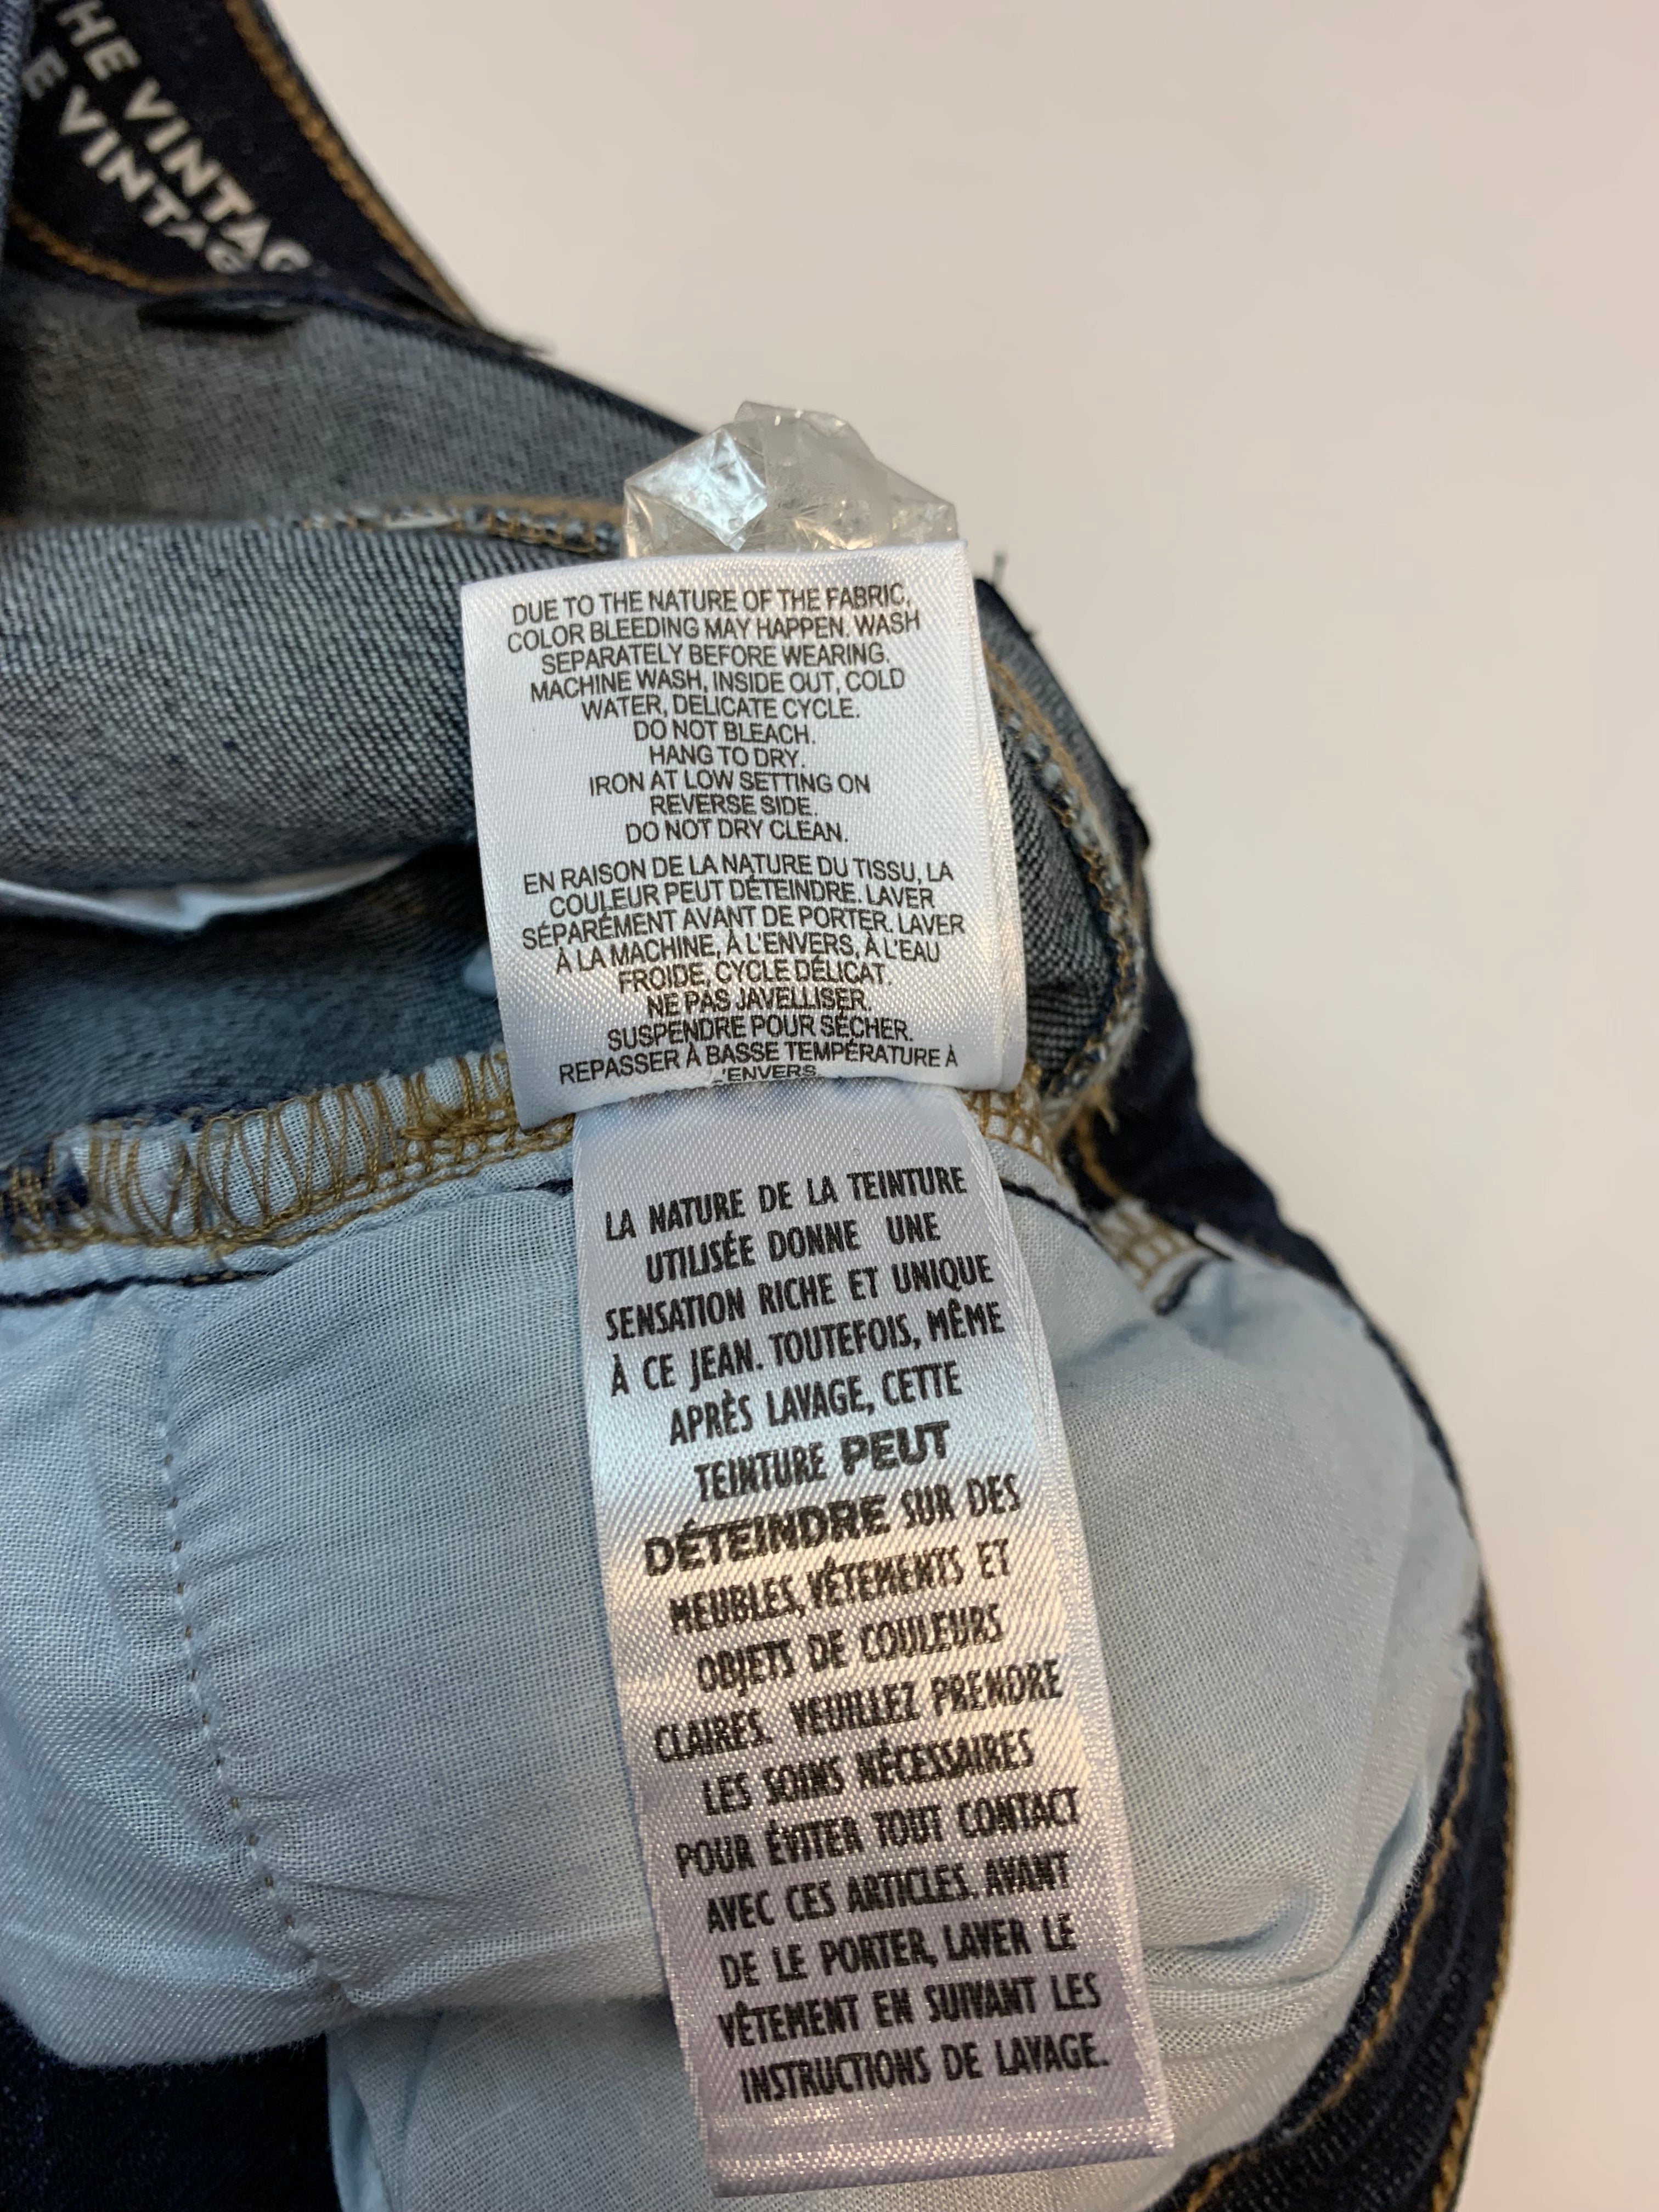 THE VINTAG
E VINTAG
DUE TO THE NATURE OF THE FABRIC,
COLOR BLEEDING MAY HAPPEN. WASH
SEPARATELY BEFORE WEARING.
MACHINE WASH, INSIDE OUT, COLD
WATER, DELICATE CYCLE.
DO NOT BLEACH.
HANG TO DRY.
IRON AT LOW SETTING ON
REVERSE SIDE.
DO NOT DRY CLEAN.
EN RAISON DE LA NATURE DU TISSU, LA
COULEUR PEUT DÉTEINDRE. LAVER
SÉPARÉMENT AVANT DE PORTER. LAVER
À LA MACHINE, À L'ENVERS, À L'EAU
FROIDE, CYCLE DÉLICAT.
NE PAS JAVELLISER.
SUSPENDRE POUR SÉCHER.
REPASSER À BASSE TEMPÉRATURE À
L'ENVERS.
LA NATURE DE LA TEINTURE
UTILISÉE DONNE UNE
SENSATION RICHE ET UNIQUE
À CE JEAN. TOUTEFOIS, MÊME
APRÈS LAVAGE, CETTE
TEINTURE PEUT
DÉTEINDRE SUR DES
MEUBLES, VÊTEMENTS ET
OBJETS DE COULEURS
CLAIRES. VEUILLEZ PRENDRE
LES SOINS NÉCESSAIRES
POUR ÉVITER TOUT CONTACT
AVEC CES ARTICLES. AVANT
DE LE PORTER, LAVER LE
VÊTEMENT EN SUIVANT LES
INSTRUCTIONS DE LAVAGE.